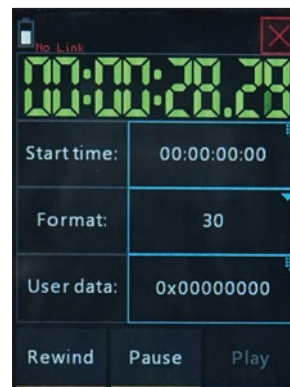 No Link
00:00:28.29
Start time: 00:00:00:00
Format: 30
User data: 0x00000000
Rewind Pause Play